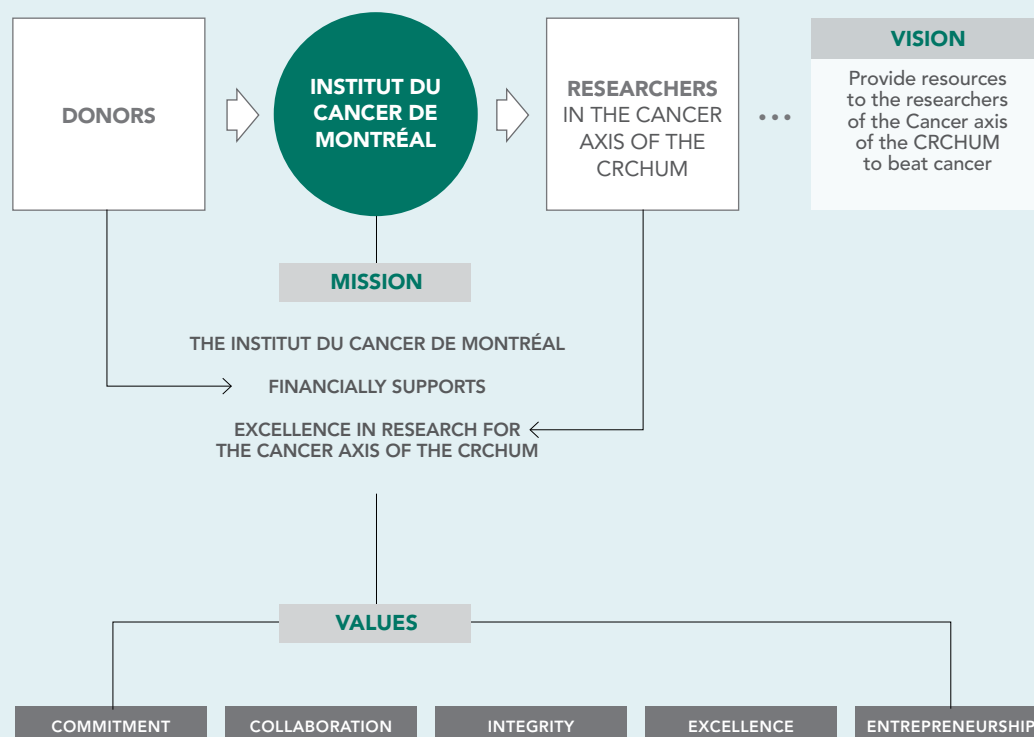 DONORS
INSTITUT DU
CANCER DE
MONTRÉAL
RESEARCHERS
IN THE CANCER
AXIS OF THE
CRCHUM
...
VISION
Provide resources
to the researchers
of the Cancer axis
of the CRCHUM
to beat cancer
MISSION
THE INSTITUT DU CANCER DE MONTRÉAL
FINANCIALLY SUPPORTS
EXCELLENCE IN RESEARCH FOR
THE CANCER AXIS OF THE CRCHUM
VALUES
COMMITMENT
COLLABORATION
INTEGRITY
EXCELLENCE
ENTREPRENEURSHIP